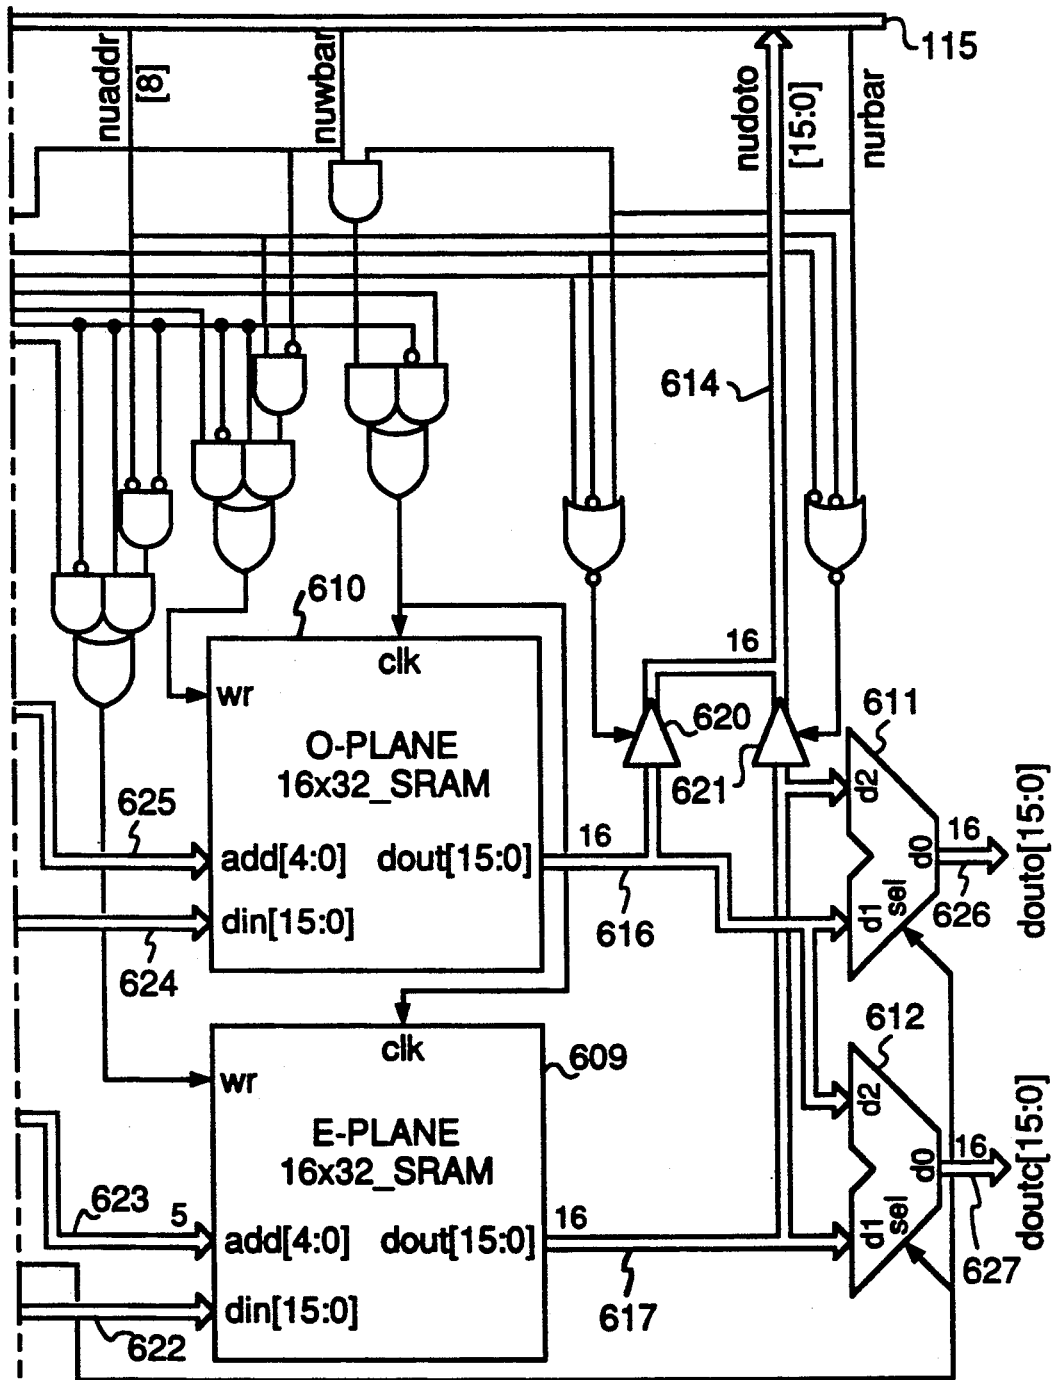 115
nuaddr
[8]
nuwbar
nudoto
[15:0]
nurbar
614
610
16
clk
wr
O-PLANE
16x32_SRAM
620
621
611
625
add[4:0]
dout[15:0]
16
616
din[15:0]
624
d2
d1
sel
d0
16
626
douto[15:0]
clk
609
wr
E-PLANE
16x32_SRAM
612
623
5
add[4:0]
dout[15:0]
16
617
din[15:0]
622
d2
d1
sel
d0
16
627
doutc[15:0]